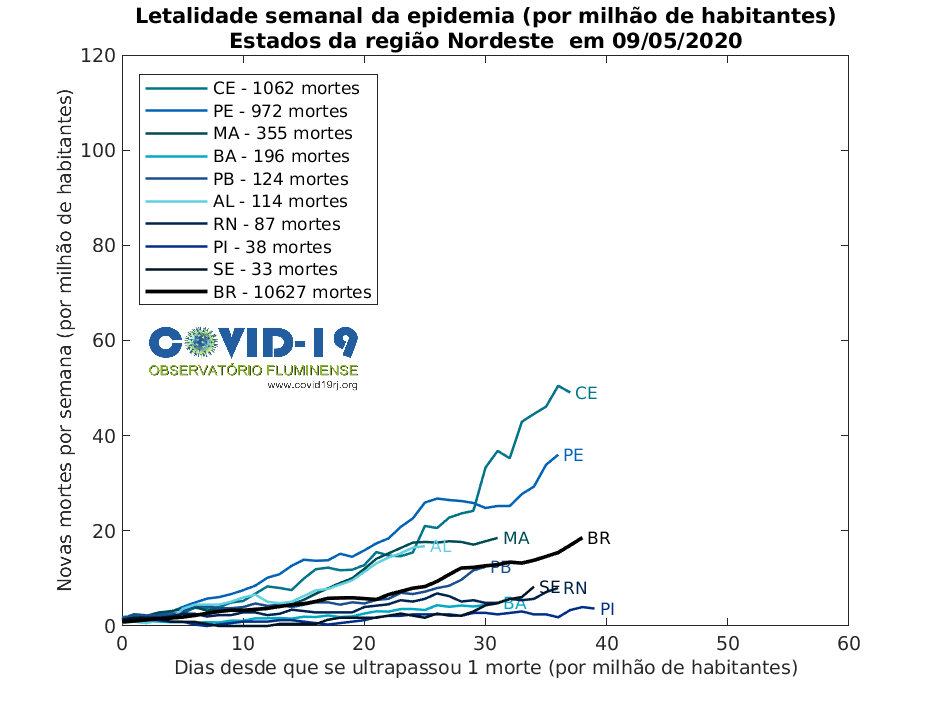 Letalidade semanal da epidemia (por milhão de habitantes)
Estados da região Nordeste  em 09/05/2020
Novas mortes por semana (por milhão de habitantes)
120
100
80
60
40
20
0
CE - 1062 mortes
PE - 972 mortes
MA - 355 mortes
BA - 196 mortes
PB - 124 mortes
AL - 114 mortes
RN - 87 mortes
PI - 38 mortes
SE - 33 mortes
BR - 10627 mortes
COVID-19
OBSERVATÓRIO FLUMINENSE
www.covid19rj.org
CE
PE
MA
BR
AL
PB
SE
RN
BA
PI
0 10 20 30 40 50 60
Dias desde que se ultrapassou 1 morte (por milhão de habitantes)